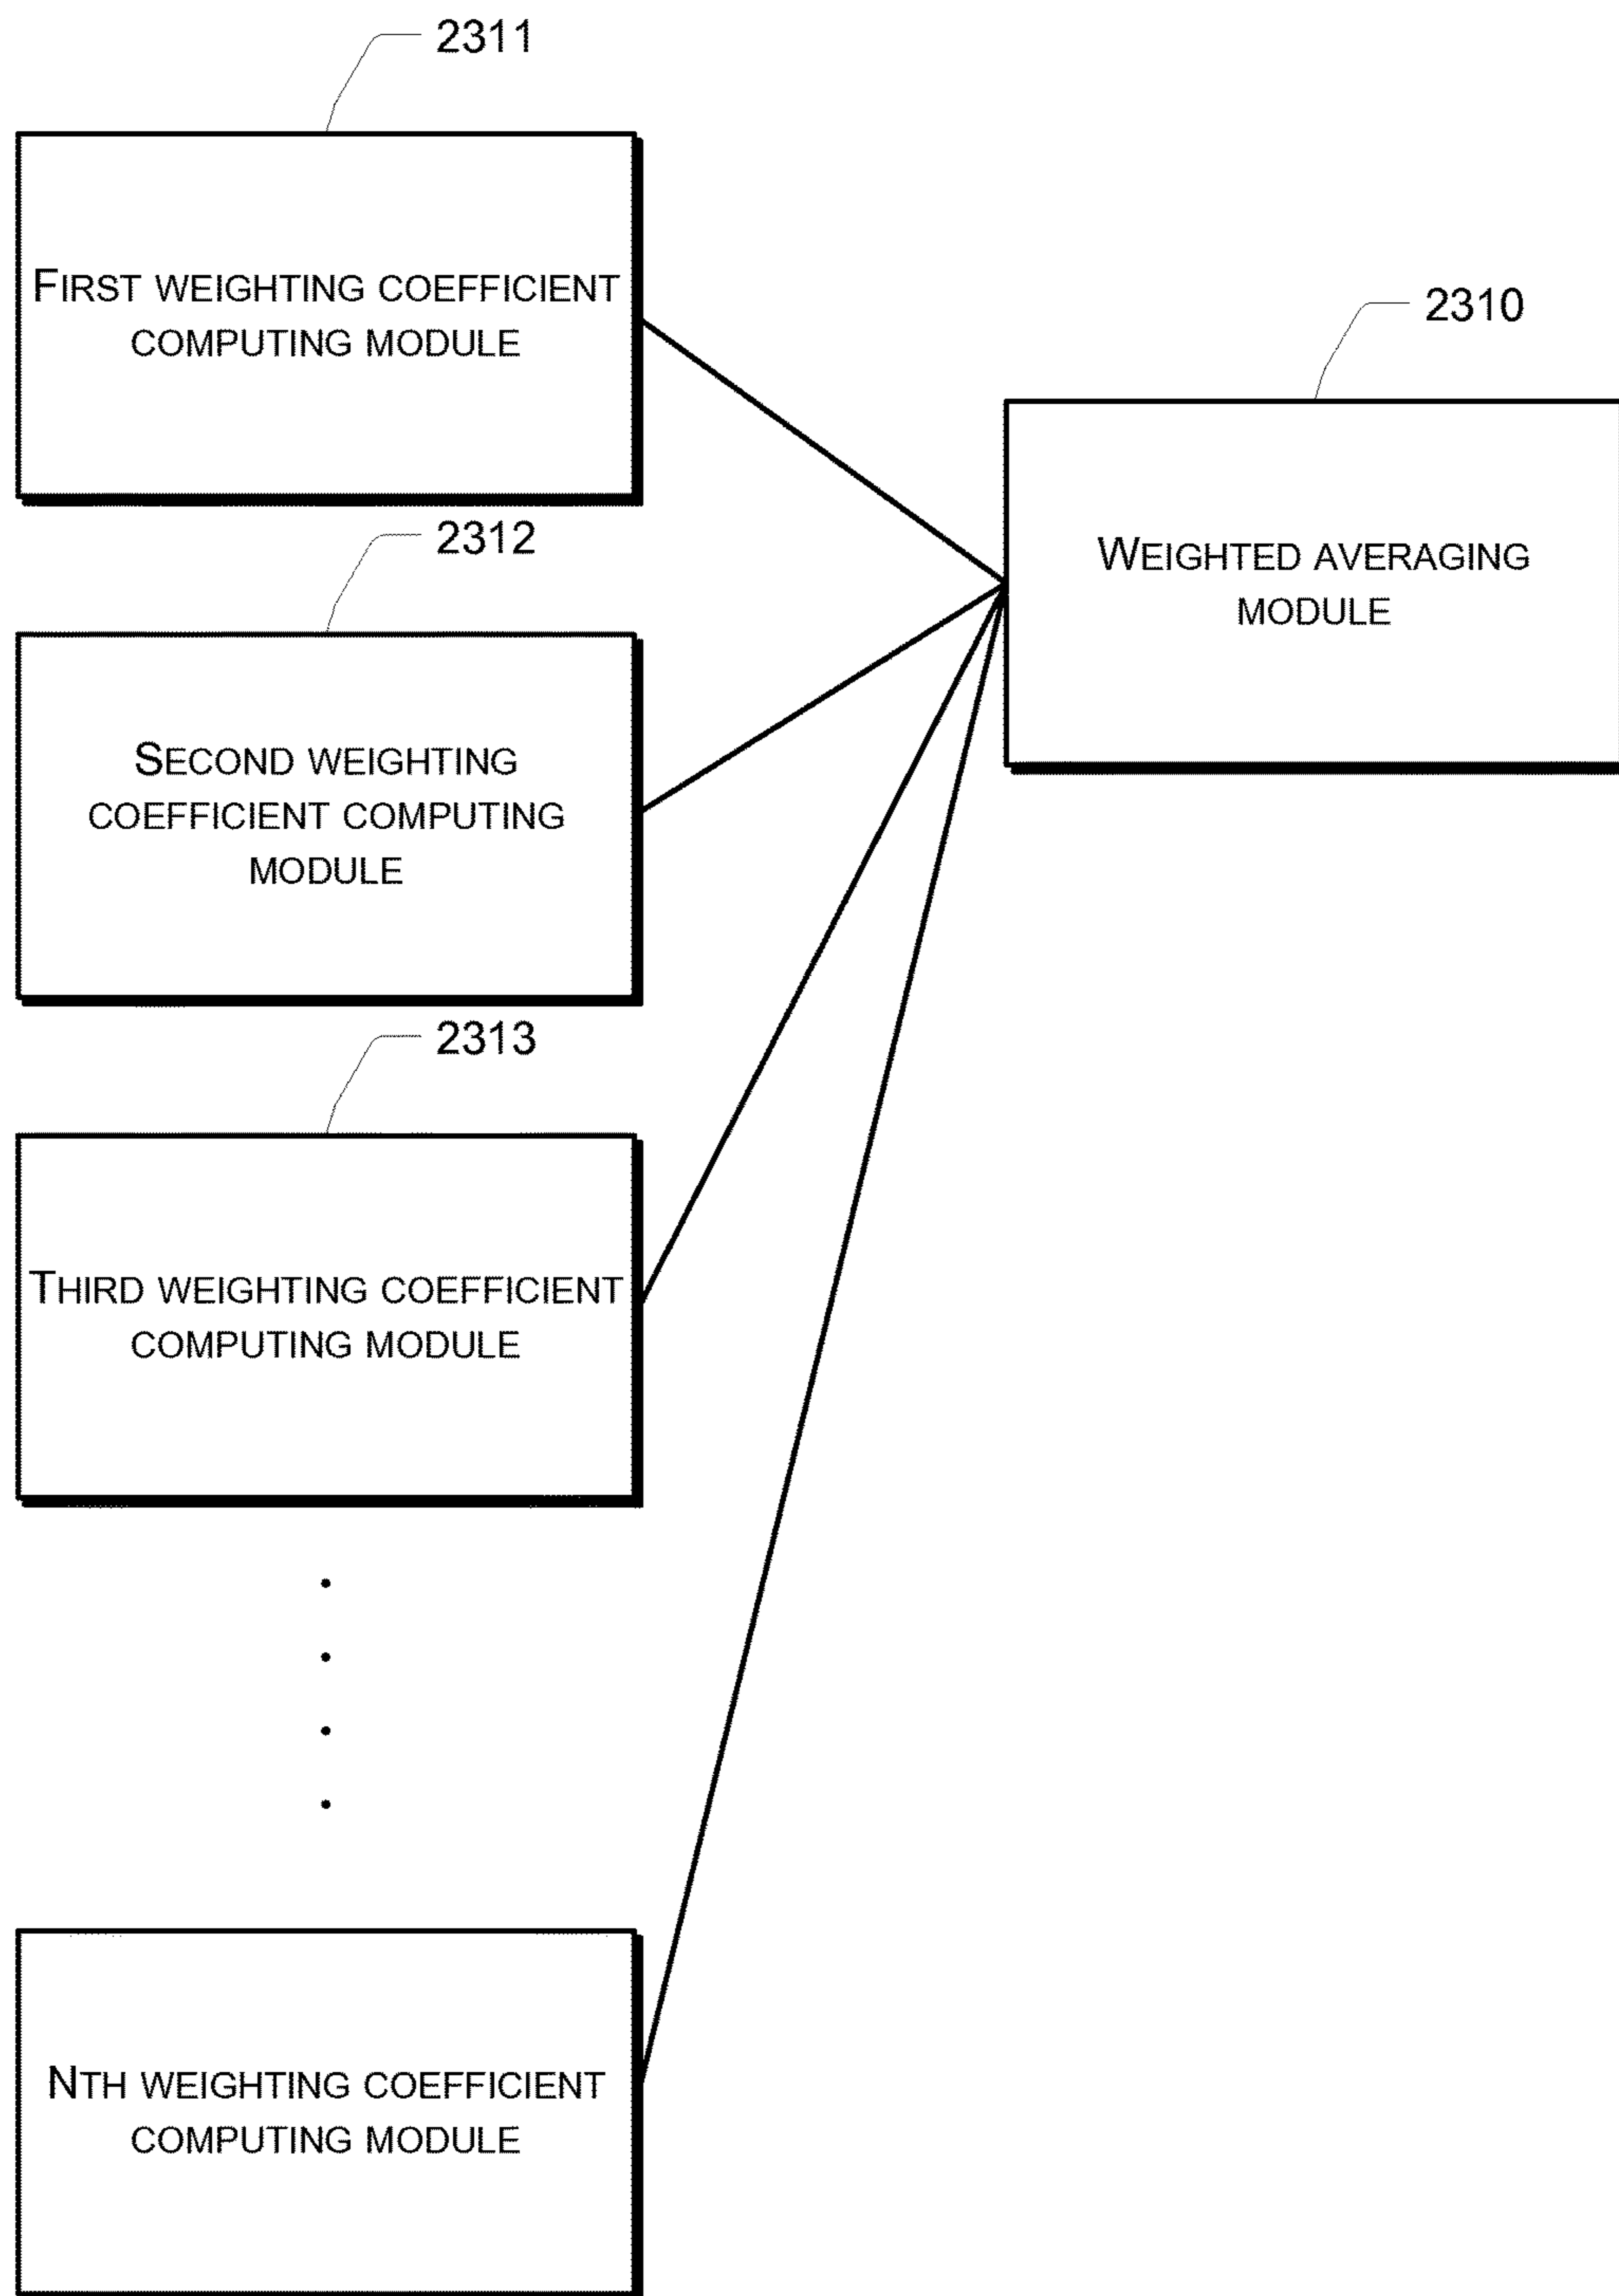 2311
FIRST WEIGHTING COEFFICIENT
COMPUTING MODULE
2310
WEIGHTED AVERAGING
MODULE
2312
SECOND WEIGHTING
COEFFICIENT COMPUTING
MODULE
2313
THIRD WEIGHTING COEFFICIENT
COMPUTING MODULE
NTH WEIGHTING COEFFICIENT
COMPUTING MODULE